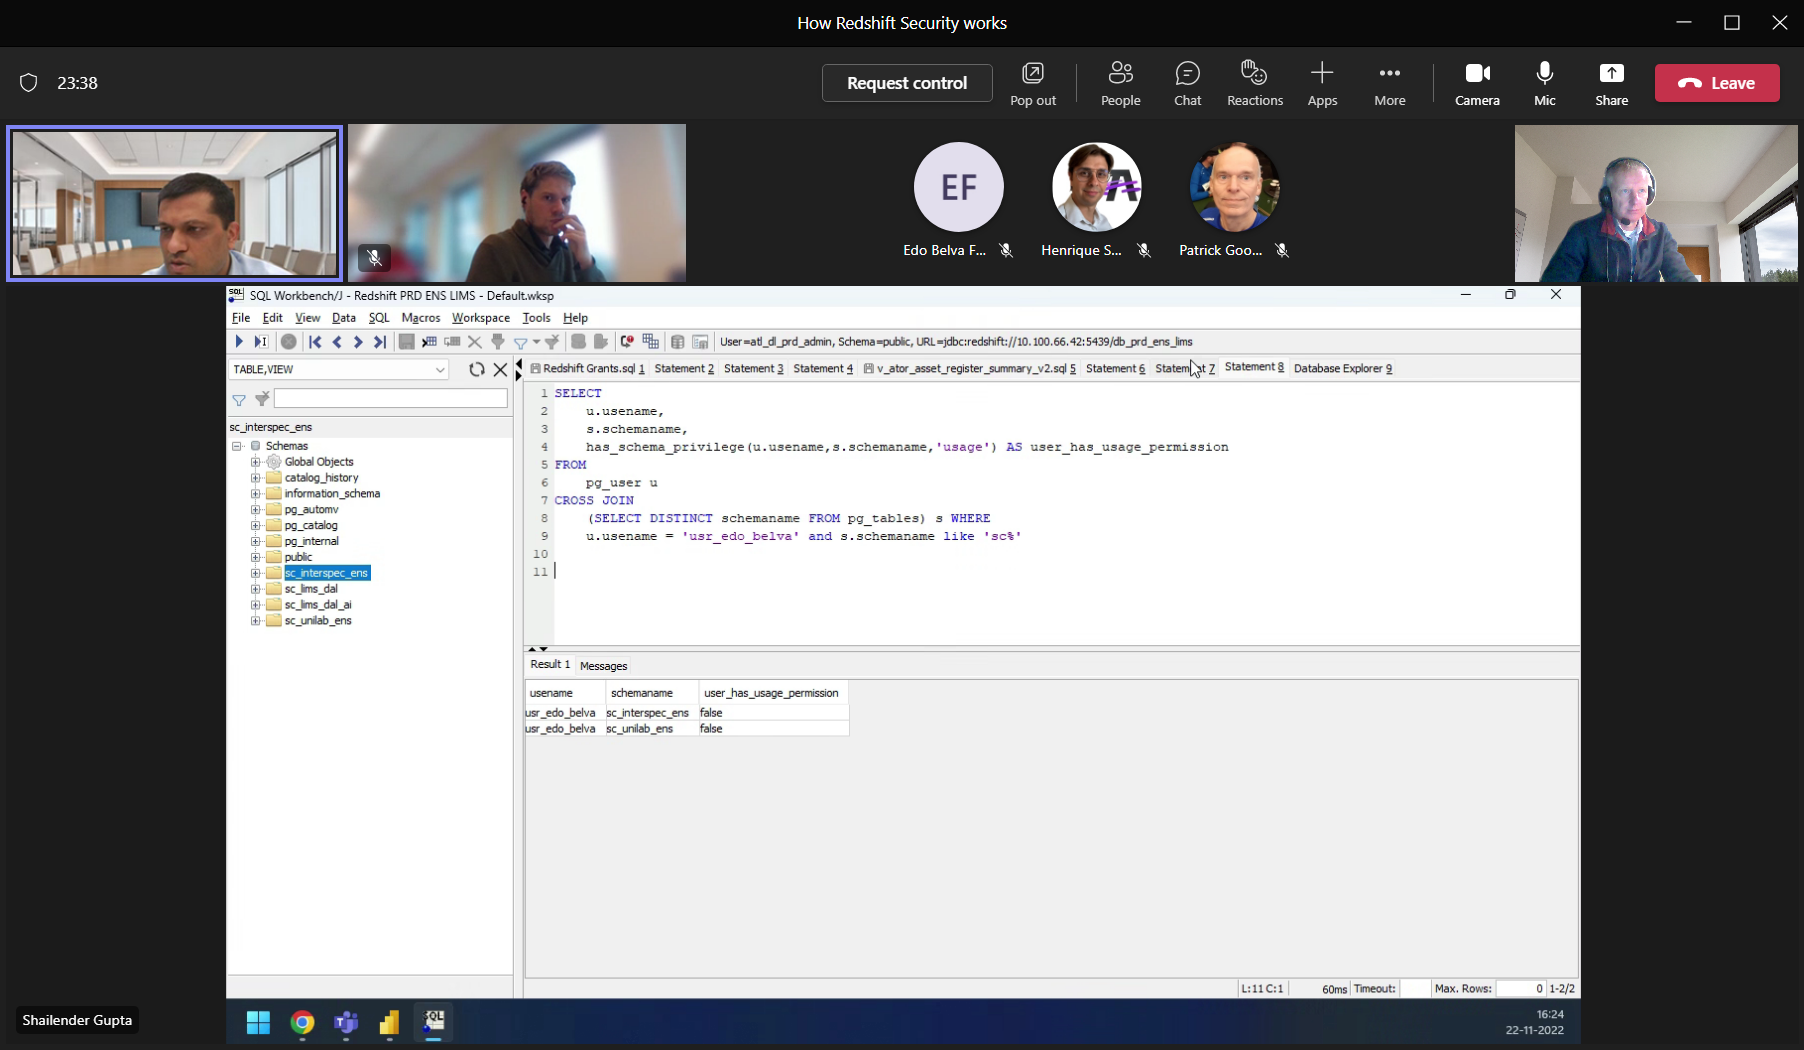 How Redshift Security works
23:38
Request control
Pop out
People
Chat
Reactions
Apps
More
Camera
Mic
Share
Leave
EF
Edo Belva F...
Henrique S...
Patrick Goo...
SQL Workbench/J - Redshift PRD ENS LIMS - Default.wksp
File Edit View Data SQL Macros Workspace Tools Help
User=atl_dl_prd_admin, Schema=public, URL=jdbc:redshift://10.100.66.42:5439/db_prd_ens_lims
TABLE,VIEW
Redshift Grants.sql 1 Statement 2 Statement 3 Statement 4 v_ator_asset_register_summary_v2.sql 5 Statement 6 Statement 7 Statement 8 Database Explorer 9
sc_interspec_ens
Schemas
Global Objects
catalog_history
information_schema
pg_automv
pg_catalog
pg_internal
public
sc_interspec_ens
sc_lims_dal
sc_lims_dal_ai
sc_unilab_ens
1 SELECT
2 u.usename,
3 s.schemaname,
4 has_schema_privilege(u.usename,s.schemaname,'usage') AS user_has_usage_permission
5 FROM
6 pg_user u
7 CROSS JOIN
8 (SELECT DISTINCT schemaname FROM pg_tables) s WHERE
9 u.usename = 'usr_edo_belva' and s.schemaname like 'sc%'
10
11
Result 1 Messages
usename schemaname user_has_usage_permission
usr_edo_belva sc_interspec_ens false
usr_edo_belva sc_unilab_ens false
L:11 C:1 60ms Timeout: Max. Rows: 0 1-2/2
Shailender Gupta
16:24
22-11-2022